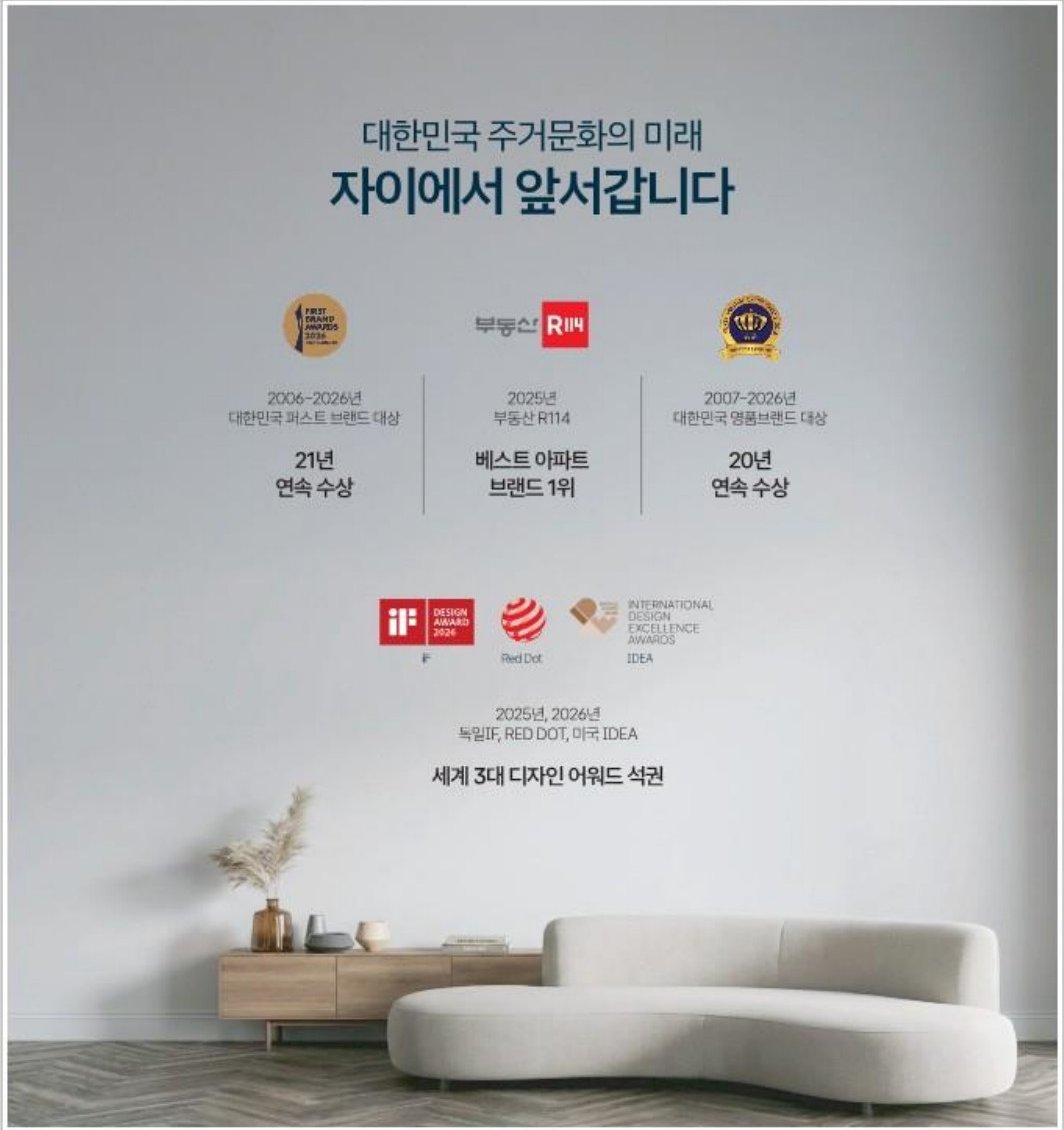 대한민국 주거문화의 미래
자이에서 앞서갑니다
FIRST
BRAND
AWARDS
2026
부동산 R114
2006-2026년
대한민국 퍼스트 브랜드 대상
21년
연속 수상
2025년
부동산 R114
베스트 아파트
브랜드 1위
2007-2026년
대한민국 명품브랜드 대상
20년
연속 수상
iF DESIGN
AWARD
2026
iF
Red Dot
INTERNATIONAL
DESIGN
EXCELLENCE
AWARDS
IDEA
2025년, 2026년
독일IF, RED DOT, 미국 IDEA
세계 3대 디자인 어워드 석권